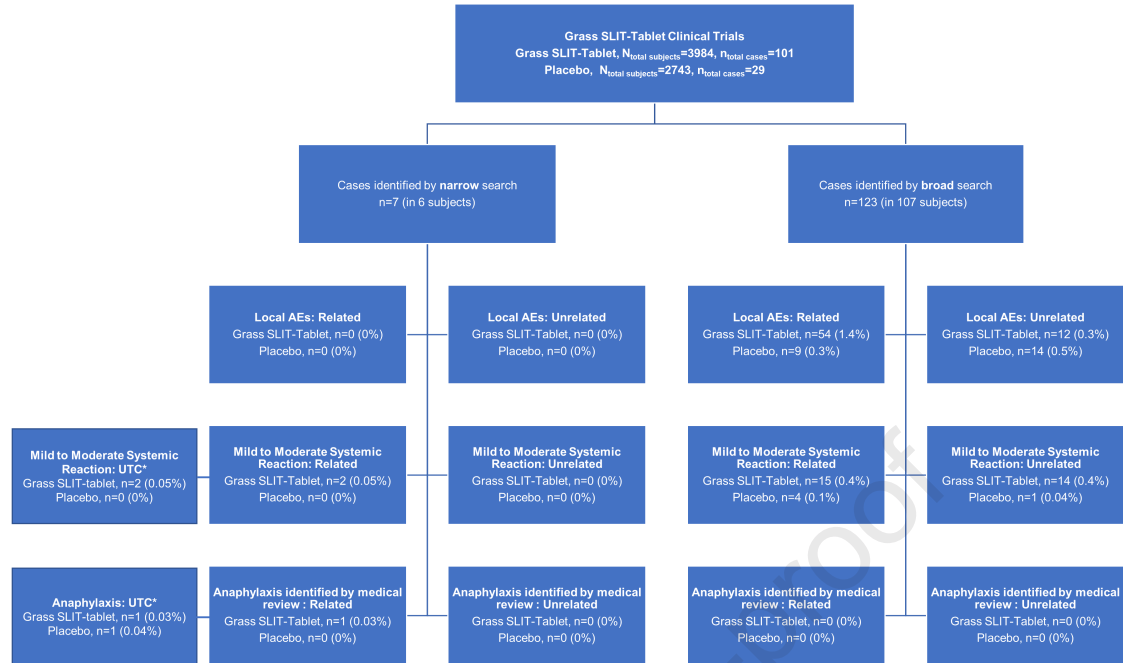 Grass SLIT-Tablet Clinical Trials
Grass SLIT-Tablet, Ntotal subjects=3984, ntotal cases=101
Placebo, Ntotal subjects=2743, ntotal cases=29
Cases identified by narrow search
n=7 (in 6 subjects)
Cases identified by broad search
n=123 (in 107 subjects)
Local AEs: Related
Grass SLIT-Tablet, n=0 (0%)
Placebo, n=0 (0%)
Local AEs: Unrelated
Grass SLIT-Tablet, n=0 (0%)
Placebo, n=0 (0%)
Local AEs: Related
Grass SLIT-Tablet, n=54 (1.4%)
Placebo, n=9 (0.3%)
Local AEs: Unrelated
Grass SLIT-Tablet, n=12 (0.3%)
Placebo, n=14 (0.5%)
Mild to Moderate Systemic
Reaction: UTC*
Grass SLIT-tablet, n=2 (0.05%)
Placebo, n=0 (0%)
Mild to Moderate Systemic
Reaction: Related
Grass SLIT-Tablet, n=2 (0.05%)
Placebo, n=0 (0%)
Mild to Moderate Systemic
Reaction: Unrelated
Grass SLIT-Tablet, n=0 (0%)
Placebo, n=0 (0%)
Mild to Moderate Systemic
Reaction: Related
Grass SLIT-Tablet, n=15 (0.4%)
Placebo, n=4 (0.1%)
Mild to Moderate Systemic
Reaction: Unrelated
Grass SLIT-Tablet, n=14 (0.4%)
Placebo, n=1 (0.04%)
Anaphylaxis: UTC*
Grass SLIT-tablet, n=1 (0.03%)
Placebo, n=1 (0.04%)
Anaphylaxis identified by medical
review : Related
Grass SLIT-Tablet, n=1 (0.03%)
Placebo, n=0 (0%)
Anaphylaxis identified by medical
review : Unrelated
Grass SLIT-Tablet, n=0 (0%)
Placebo, n=0 (0%)
Anaphylaxis identified by medical
review : Related
Grass SLIT-Tablet, n=0 (0%)
Placebo, n=0 (0%)
Anaphylaxis identified by medical
review : Unrelated
Grass SLIT-Tablet, n=0 (0%)
Placebo, n=0 (0%)